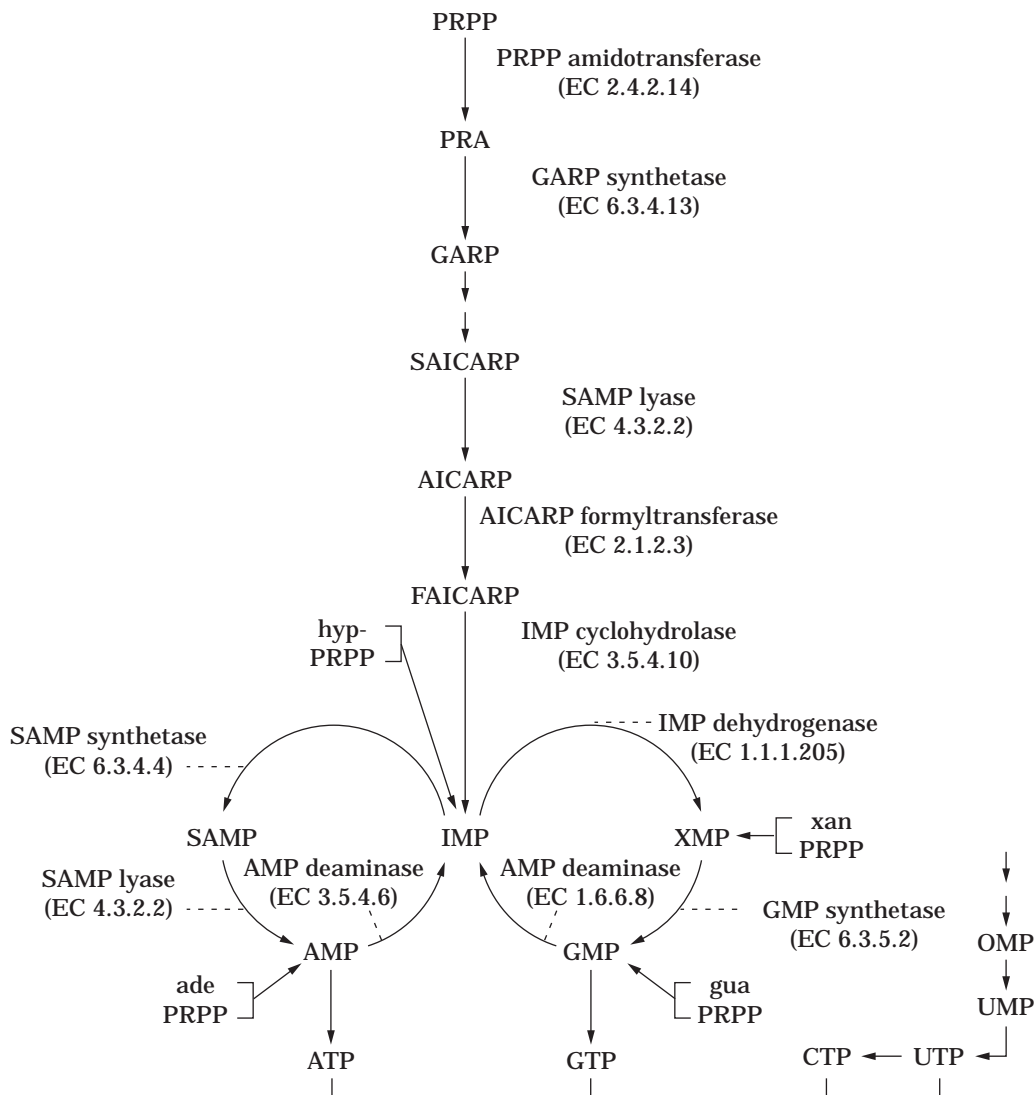 PRPP
PRPP amidotransferase
(EC 2.4.2.14)
PRA
GARP synthetase
(EC 6.3.4.13)
GARP
SAICARP
SAMP lyase
(EC 4.3.2.2)
AICARP
AICARP formyltransferase
(EC 2.1.2.3)
FAICARP
hyp-
PRPP
IMP cyclohydrolase
(EC 3.5.4.10)
SAMP synthetase
(EC 6.3.4.4)
IMP dehydrogenase
(EC 1.1.1.205)
SAMP
IMP
XMP
xan
PRPP
SAMP lyase
(EC 4.3.2.2)
AMP deaminase
(EC 3.5.4.6)
AMP deaminase
(EC 1.6.6.8)
GMP synthetase
(EC 6.3.5.2)
AMP
GMP
OMP
ade
PRPP
gua
PRPP
UMP
ATP
GTP
CTP
UTP